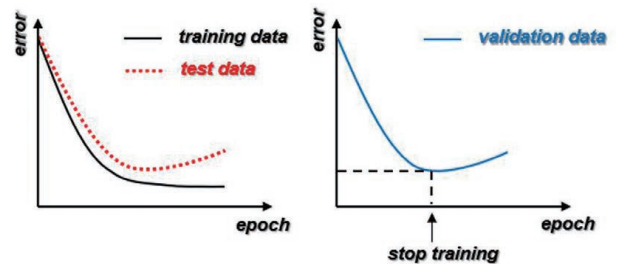 error
training data
test data
epoch
error
validation data
epoch
stop training